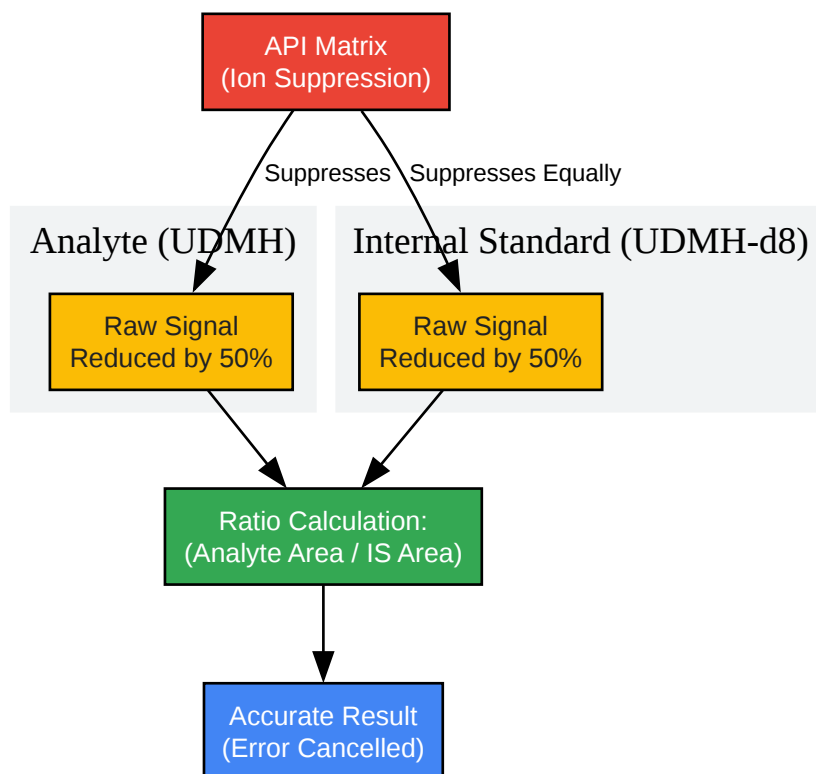 API Matrix
(Ion Suppression)
Suppresses
Suppresses Equally
Analyte (UDMH)
Internal Standard (UDMH-d8)
Raw Signal
Reduced by 50%
Raw Signal
Reduced by 50%
Ratio Calculation:
(Analyte Area / IS Area)
Accurate Result
(Error Cancelled)